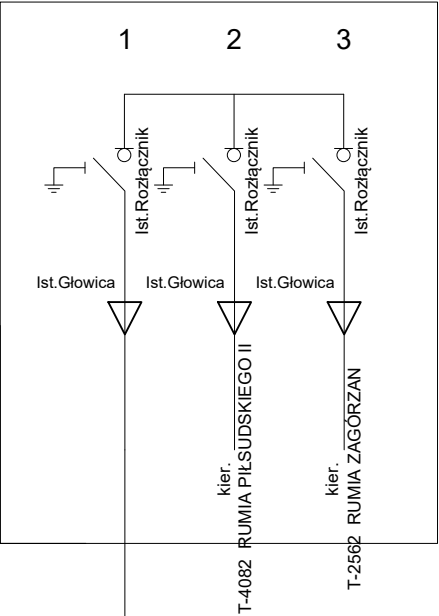 1
2
3
Ist.Rozłącznik
Ist.Rozłącznik
Ist.Rozłącznik
Ist.Głowica
Ist.Głowica
Ist.Głowica
kier.
T-4082 RUMIA PIŁSUDSKIEGO II
kier.
T-2562 RUMIA ZAGÓRZAN